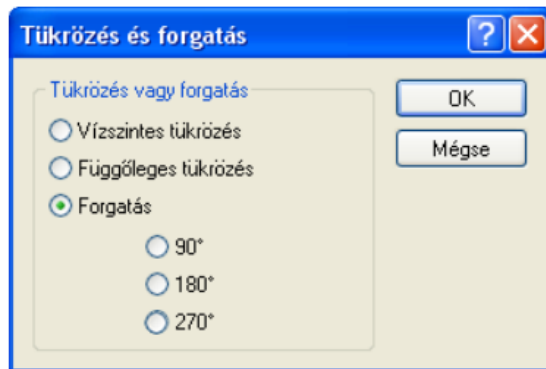 Tükrözés és forgatás
Tükrözés vagy forgatás
Vízszintes tükrözés
Függőleges tükrözés
Forgatás
90°
180°
270°
OK
Mégse